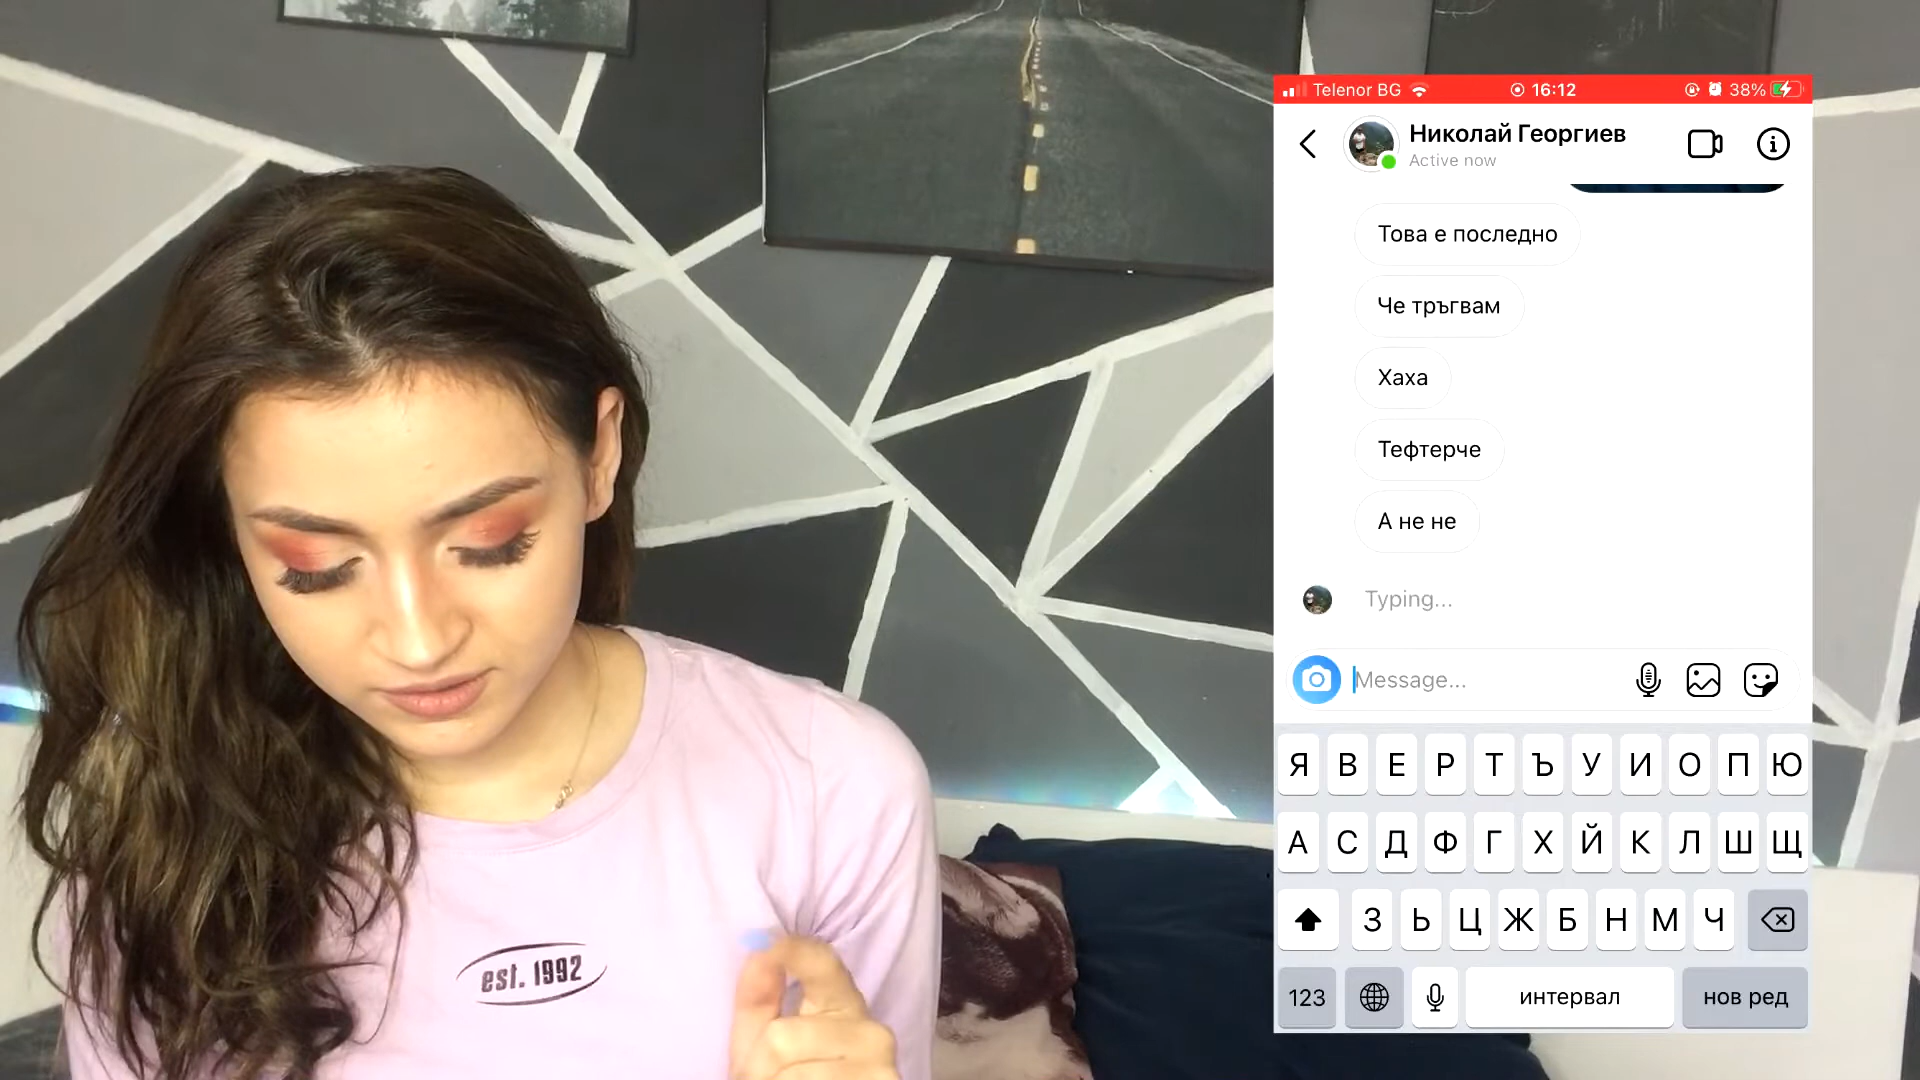 Telenor BG
16:12
38%
Николай Георгиев
Active now
Това е последно
Че тръгвам
Хаха
Тефтерче
А не не
Typing...
Message...
Я В Е Р Т Ъ У И О П Ю
А С Д Ф Г Х Й К Л Ш Щ
З Ь Ц Ж Б Н М Ч
123
интервал
нов ред
est. 1992